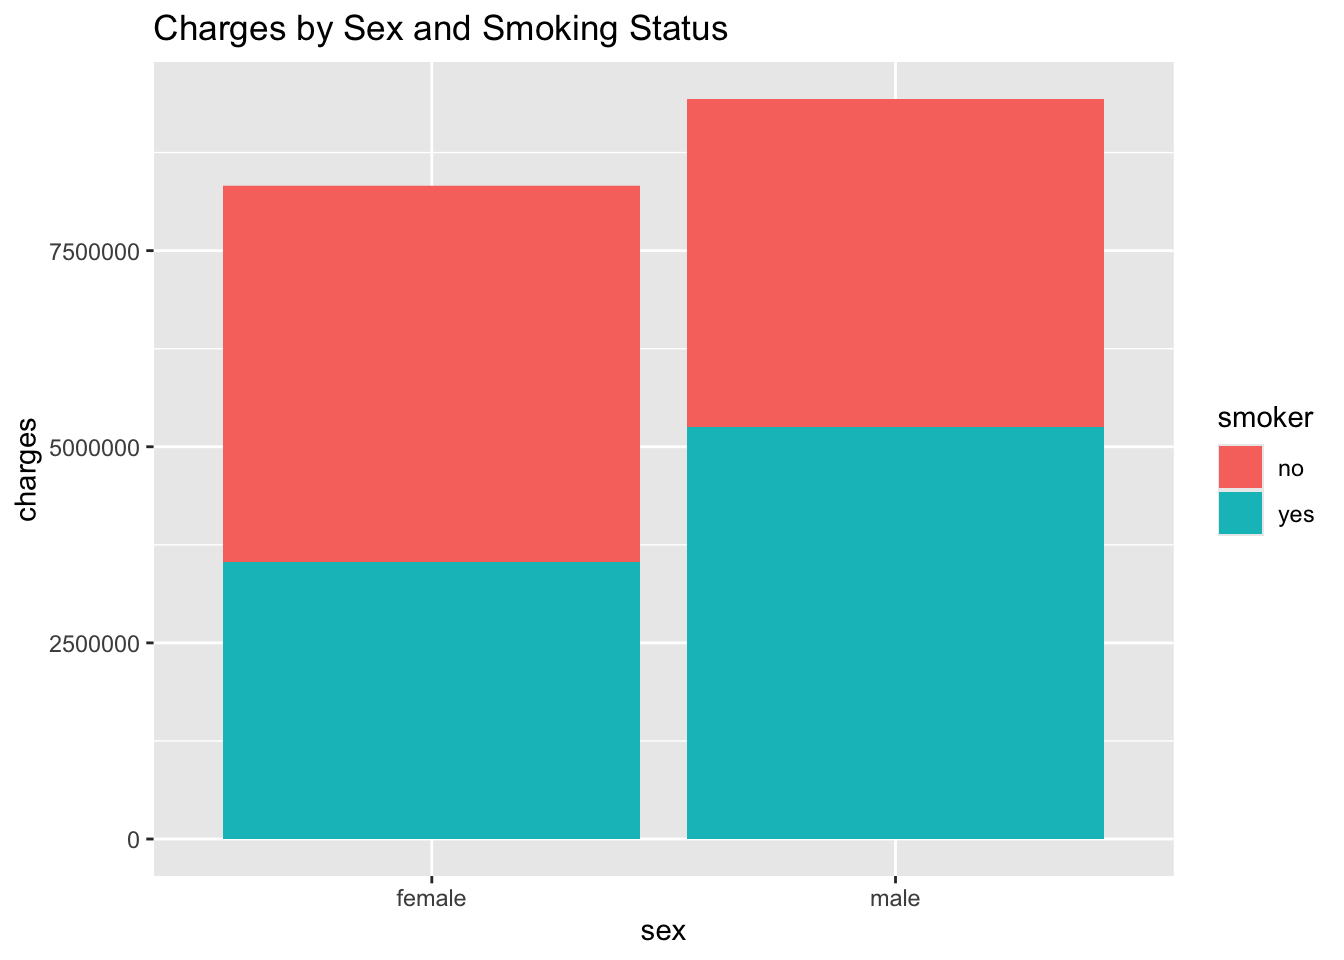 Charges by Sex and Smoking Status
charges
7500000
5000000
2500000
0
female
male
sex
smoker
no
yes